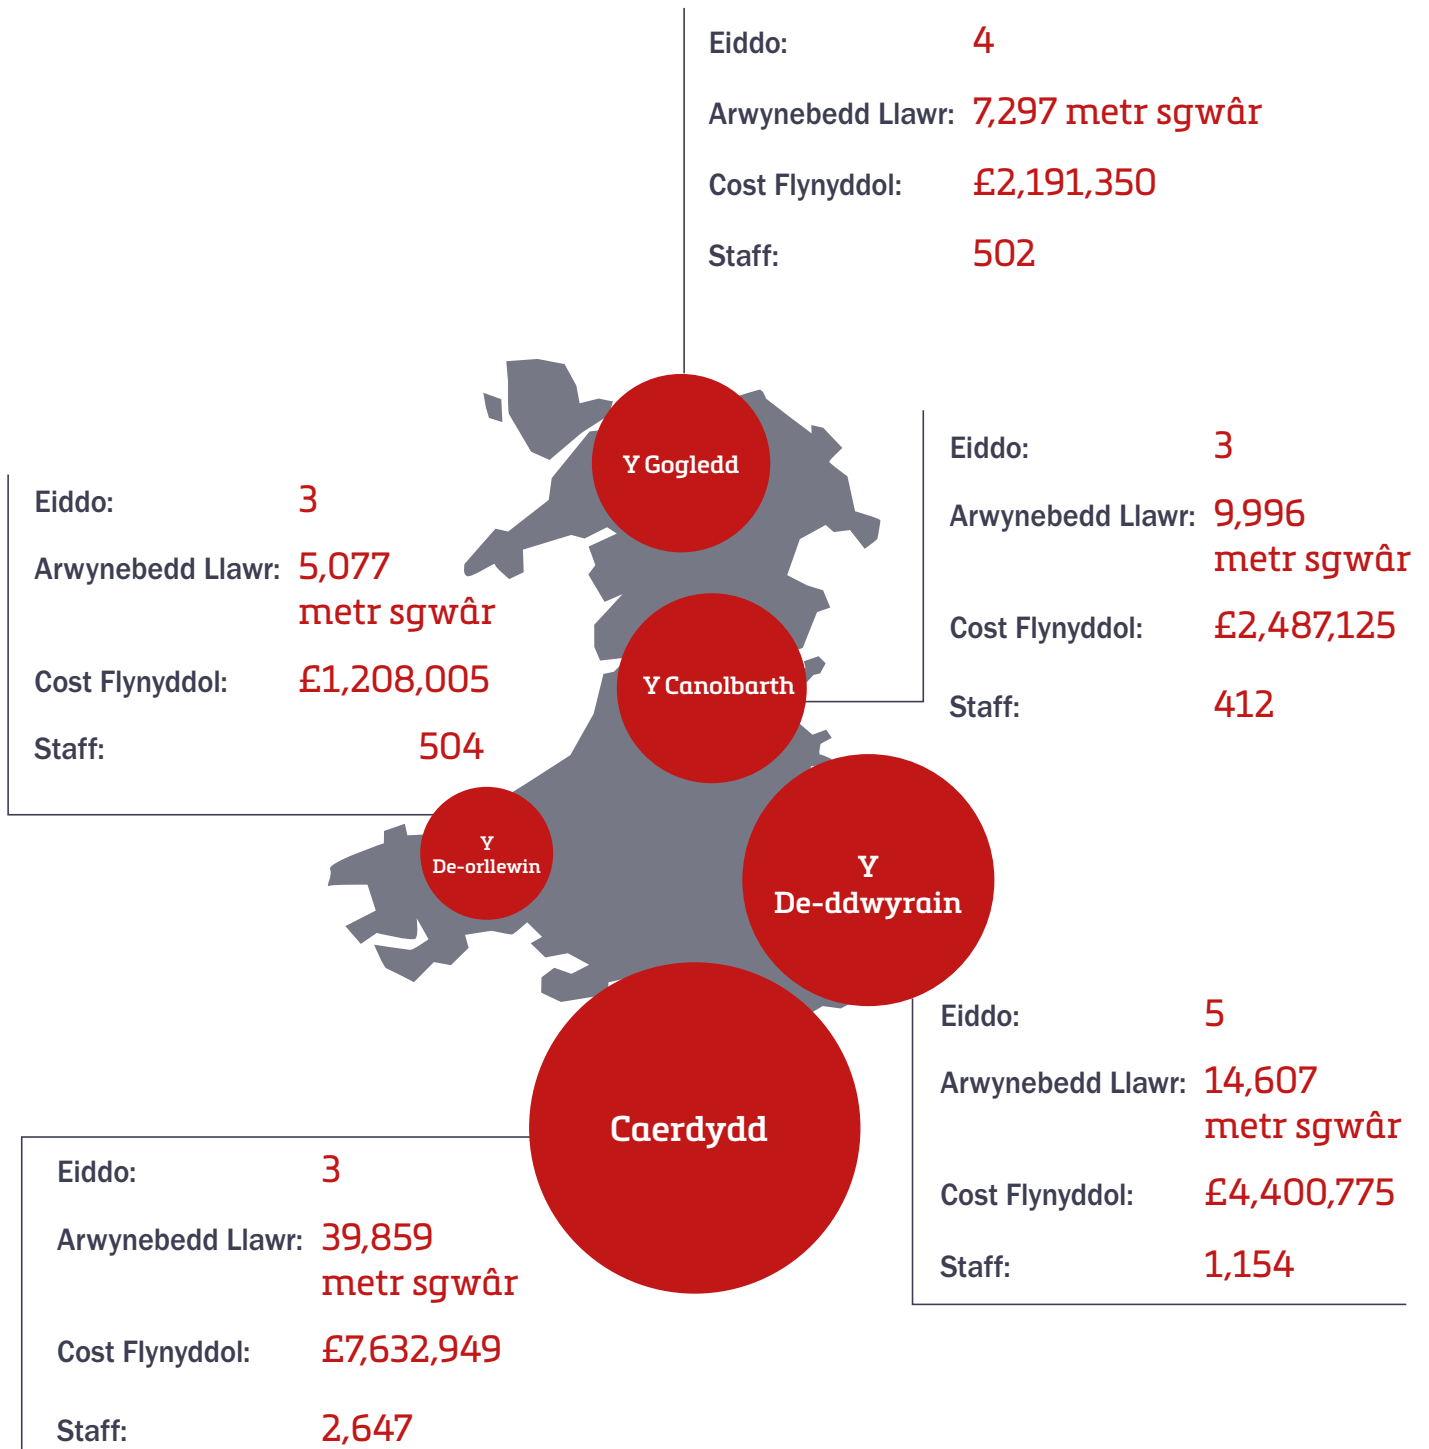 Eiddo: 4
Arwynebedd Llawr: 7,297 metr sgwâr
Cost Flynyddol: £2,191,350
Staff: 502
Y Gogledd
Eiddo: 3
Arwynebedd Llawr: 9,996
metr sgwâr
Cost Flynyddol: £2,487,125
Staff: 412
Eiddo: 3
Arwynebedd Llawr: 5,077
metr sgwâr
Cost Flynyddol: £1,208,005
Staff: 504
Y Canolbarth
Y
De-orllewin
Y
De-ddwyrain
Eiddo: 5
Arwynebedd Llawr: 14,607
metr sgwâr
Cost Flynyddol: £4,400,775
Staff: 1,154
Caerdydd
Eiddo: 3
Arwynebedd Llawr: 39,859
metr sgwâr
Cost Flynyddol: £7,632,949
Staff: 2,647